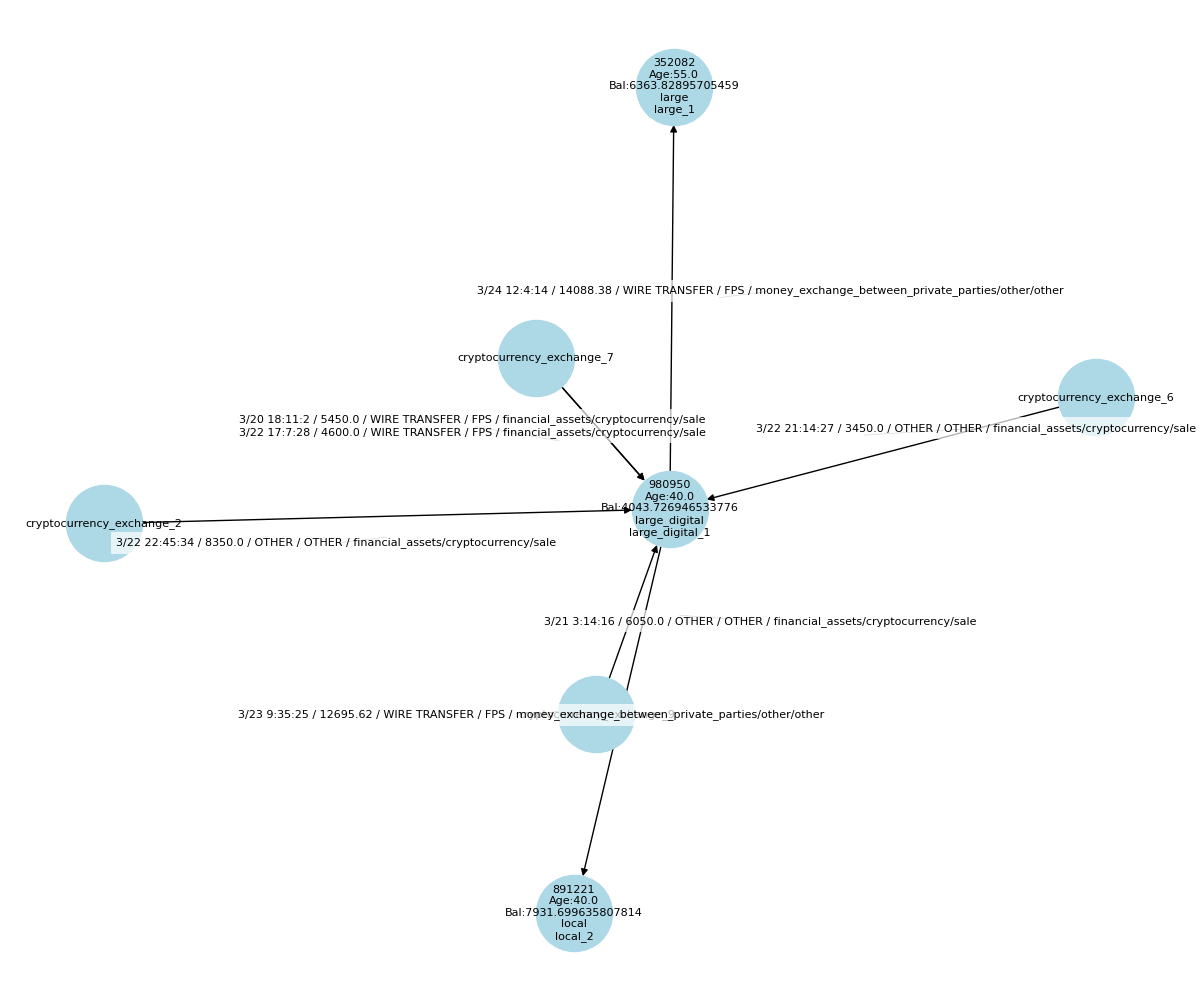 352082
Age:55.0
Bal:6363.82895705459
large
large_1
3/24 12:4:14 / 14088.38 / WIRE TRANSFER / FPS / money_exchange_between_private_parties/other/other
cryptocurrency_exchange_7
cryptocurrency_exchange_6
3/20 18:11:2 / 5450.0 / WIRE TRANSFER / FPS / financial_assets/cryptocurrency/sale
3/22 17:7:28 / 4600.0 / WIRE TRANSFER / FPS / financial_assets/cryptocurrency/sale
3/22 21:14:27 / 3450.0 / OTHER / OTHER / financial_assets/cryptocurrency/sale
980950
Age:40.0
Bal:4043.726946533776
large_digital
large_digital_1
cryptocurrency_exchange_2
3/22 22:45:34 / 8350.0 / OTHER / OTHER / financial_assets/cryptocurrency/sale
3/21 3:14:16 / 6050.0 / OTHER / OTHER / financial_assets/cryptocurrency/sale
3/23 9:35:25 / 12695.62 / WIRE TRANSFER / FPS / money_exchange_between_private_parties/other/other
891221
Age:40.0
Bal:7931.699635807814
local
local_2